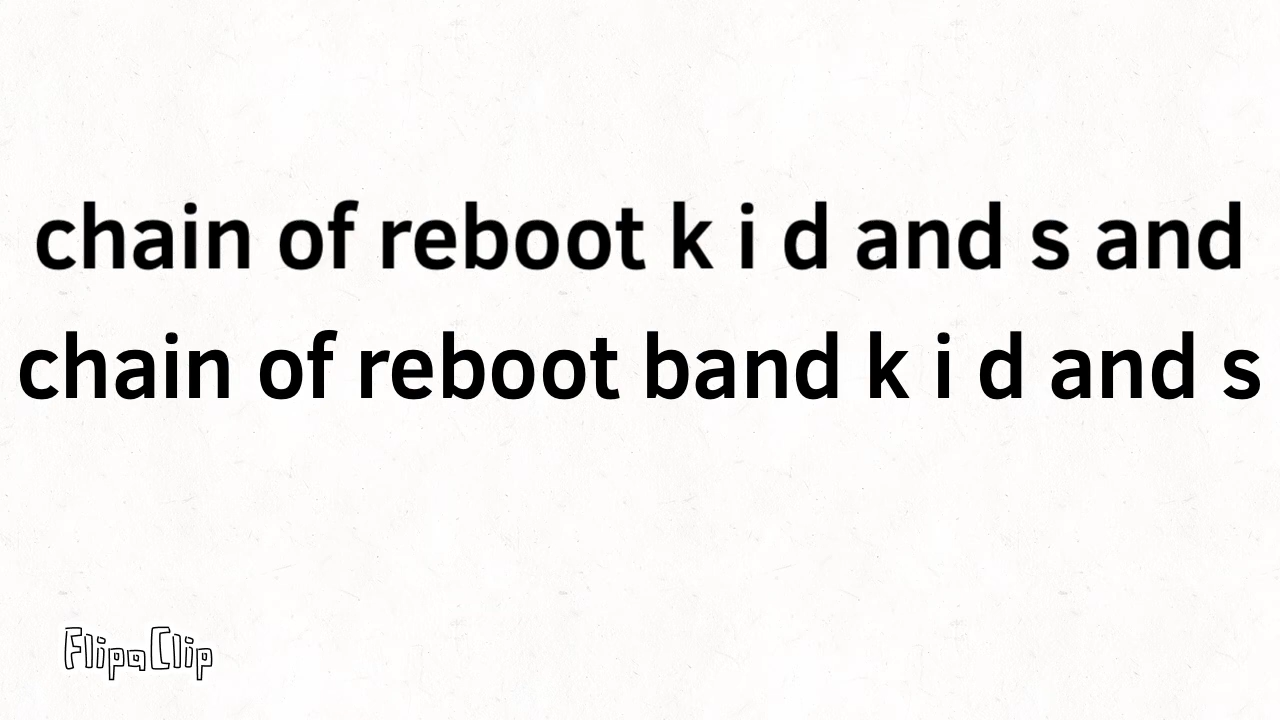 chain of reboot k i d and s and
chain of reboot band k i d and s
FlipaClip